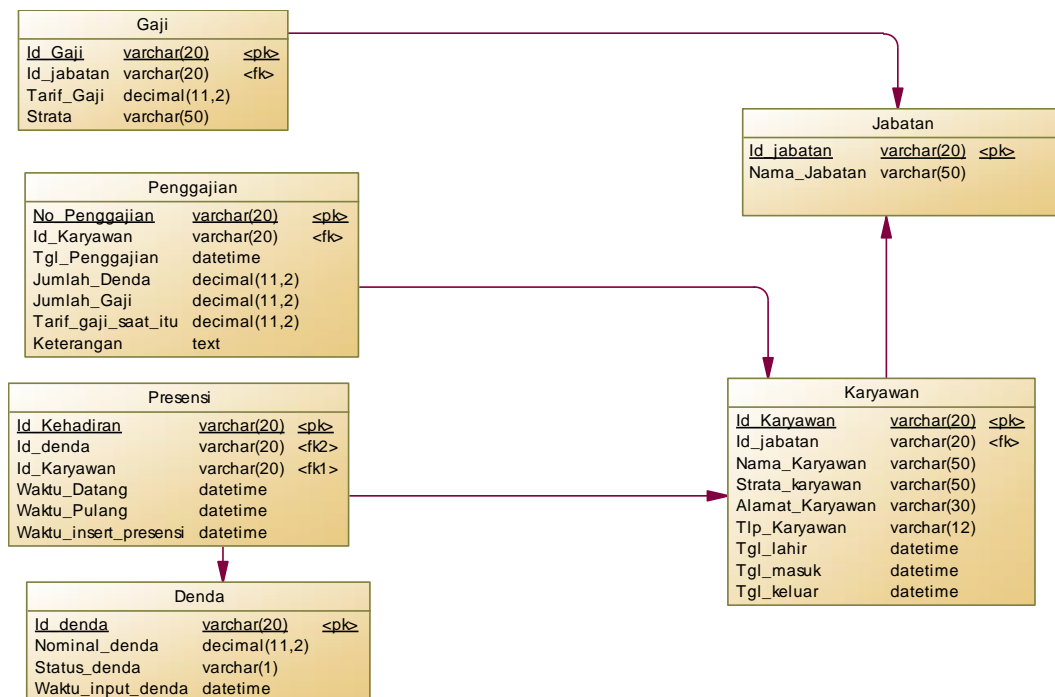 Gaji
Id_Gaji varchar(20) <pk>
Id_jabatan varchar(20) <fk>
Tarif_Gaji decimal(11,2)
Strata varchar(50)
Jabatan
Id_jabatan varchar(20) <pk>
Nama_Jabatan varchar(50)
Penggajian
No_Penggajian varchar(20) <pk>
Id_Karyawan varchar(20) <fk>
Tgl_Penggajian datetime
Jumlah_Denda decimal(11,2)
Jumlah_Gaji decimal(11,2)
Tarif_gaji_saat_itu decimal(11,2)
Keterangan text
Presensi
Id_Kehadiran varchar(20) <pk>
Id_denda varchar(20) <fk2>
Id_Karyawan varchar(20) <fk1>
Waktu_Datang datetime
Waktu_Pulang datetime
Waktu_insert_presensi datetime
Karyawan
Id_Karyawan varchar(20) <pk>
Id_jabatan varchar(20) <fk>
Nama_Karyawan varchar(50)
Strata_karyawan varchar(50)
Alamat_Karyawan varchar(30)
Tlp_Karyawan varchar(12)
Tgl_lahir datetime
Tgl_masuk datetime
Tgl_keluar datetime
Denda
Id_denda varchar(20) <pk>
Nominal_denda decimal(11,2)
Status_denda varchar(1)
Waktu_input_denda datetime